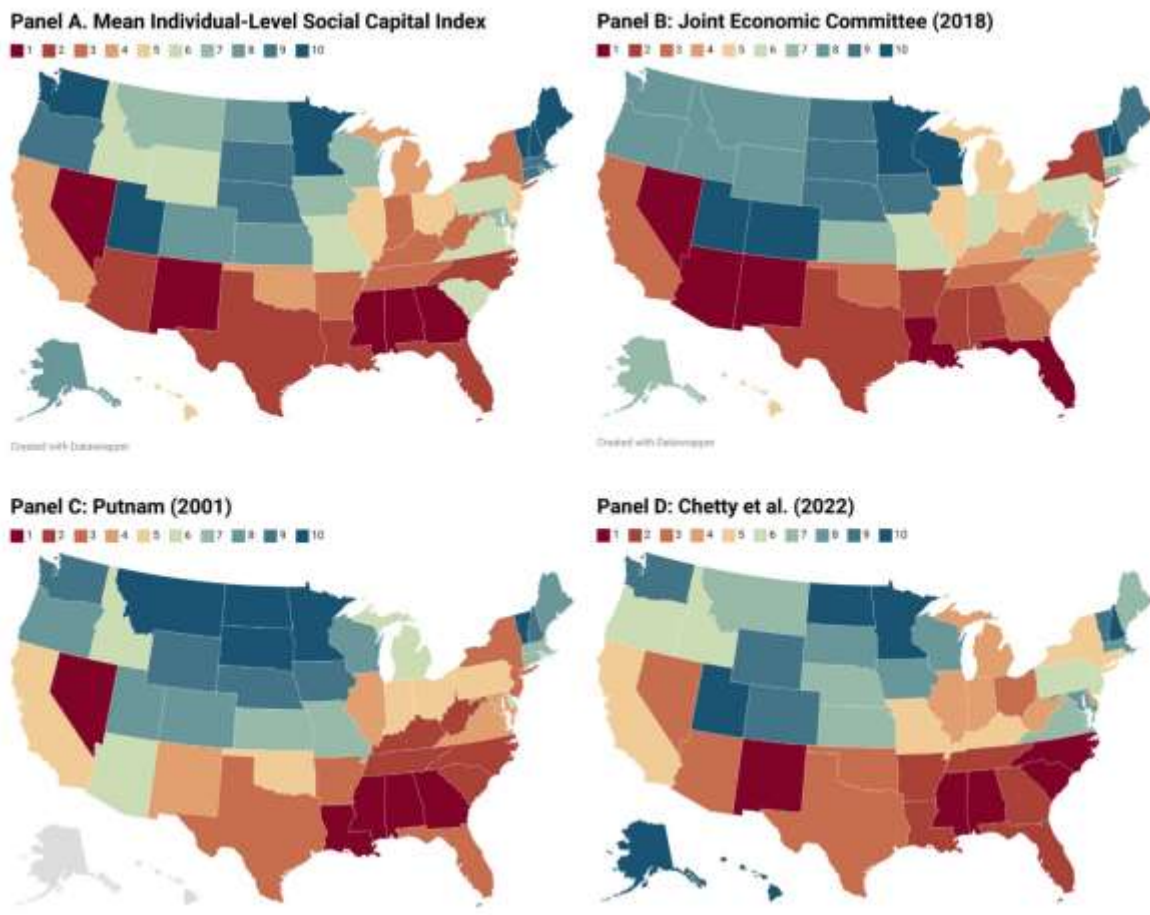 Panel A. Mean Individual-Level Social Capital Index
1 2 3 4 5 6 7 8 9 10
Panel B: Joint Economic Committee (2018)
1 2 3 4 5 6 7 8 9 10
Created with Datawrapper
Created with Datawrapper
Panel C: Putnam (2001)
1 2 3 4 5 6 7 8 9 10
Panel D: Chetty et al. (2022)
1 2 3 4 5 6 7 8 9 10